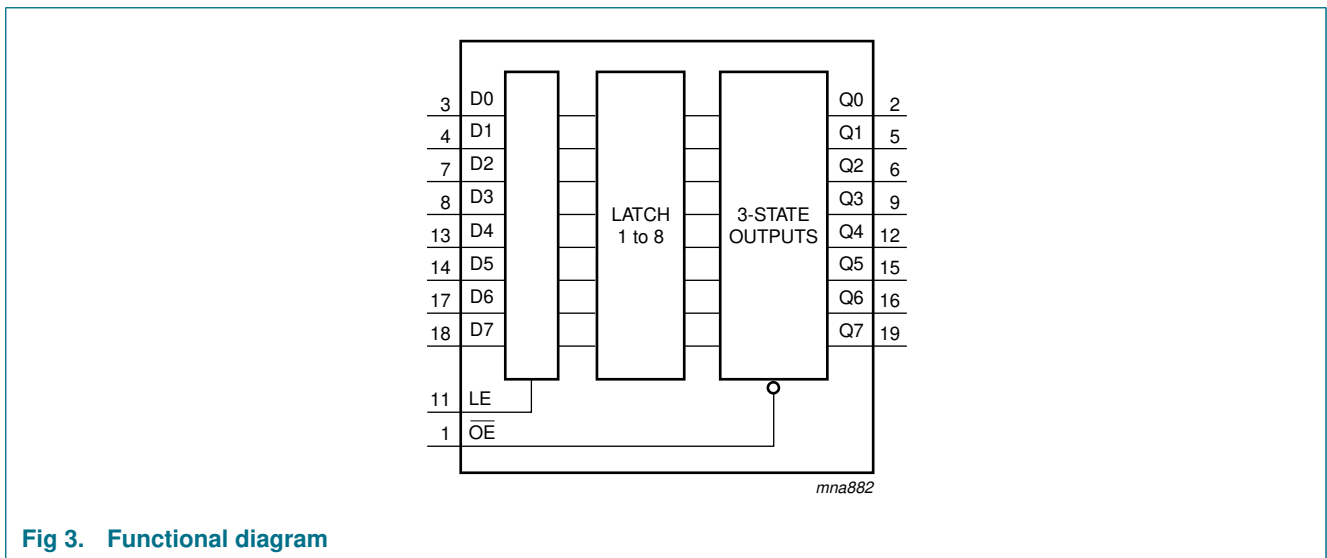 3 D0 Q0 2
4 D1 Q1 5
7 D2 Q2 6
8 D3 Q3 9
LATCH
1 to 8
3-STATE
OUTPUTS
13 D4 Q4 12
14 D5 Q5 15
17 D6 Q6 16
18 D7 Q7 19
11 LE
1 O̅E̅
mna882
Fig 3. Functional diagram